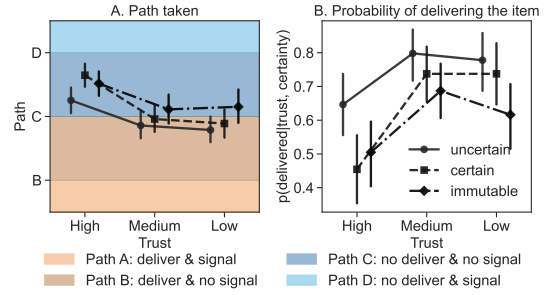 A. Path taken
B. Probability of delivering the item
Path
D
C
B
High
Medium
Low
Trust
p(delivered|trust, certainty)
0.8
0.7
0.6
0.5
0.4
uncertain
certain
immutable
High
Medium
Low
Trust
Path A: deliver & signal
Path B: deliver & no signal
Path C: no deliver & no signal
Path D: no deliver & signal